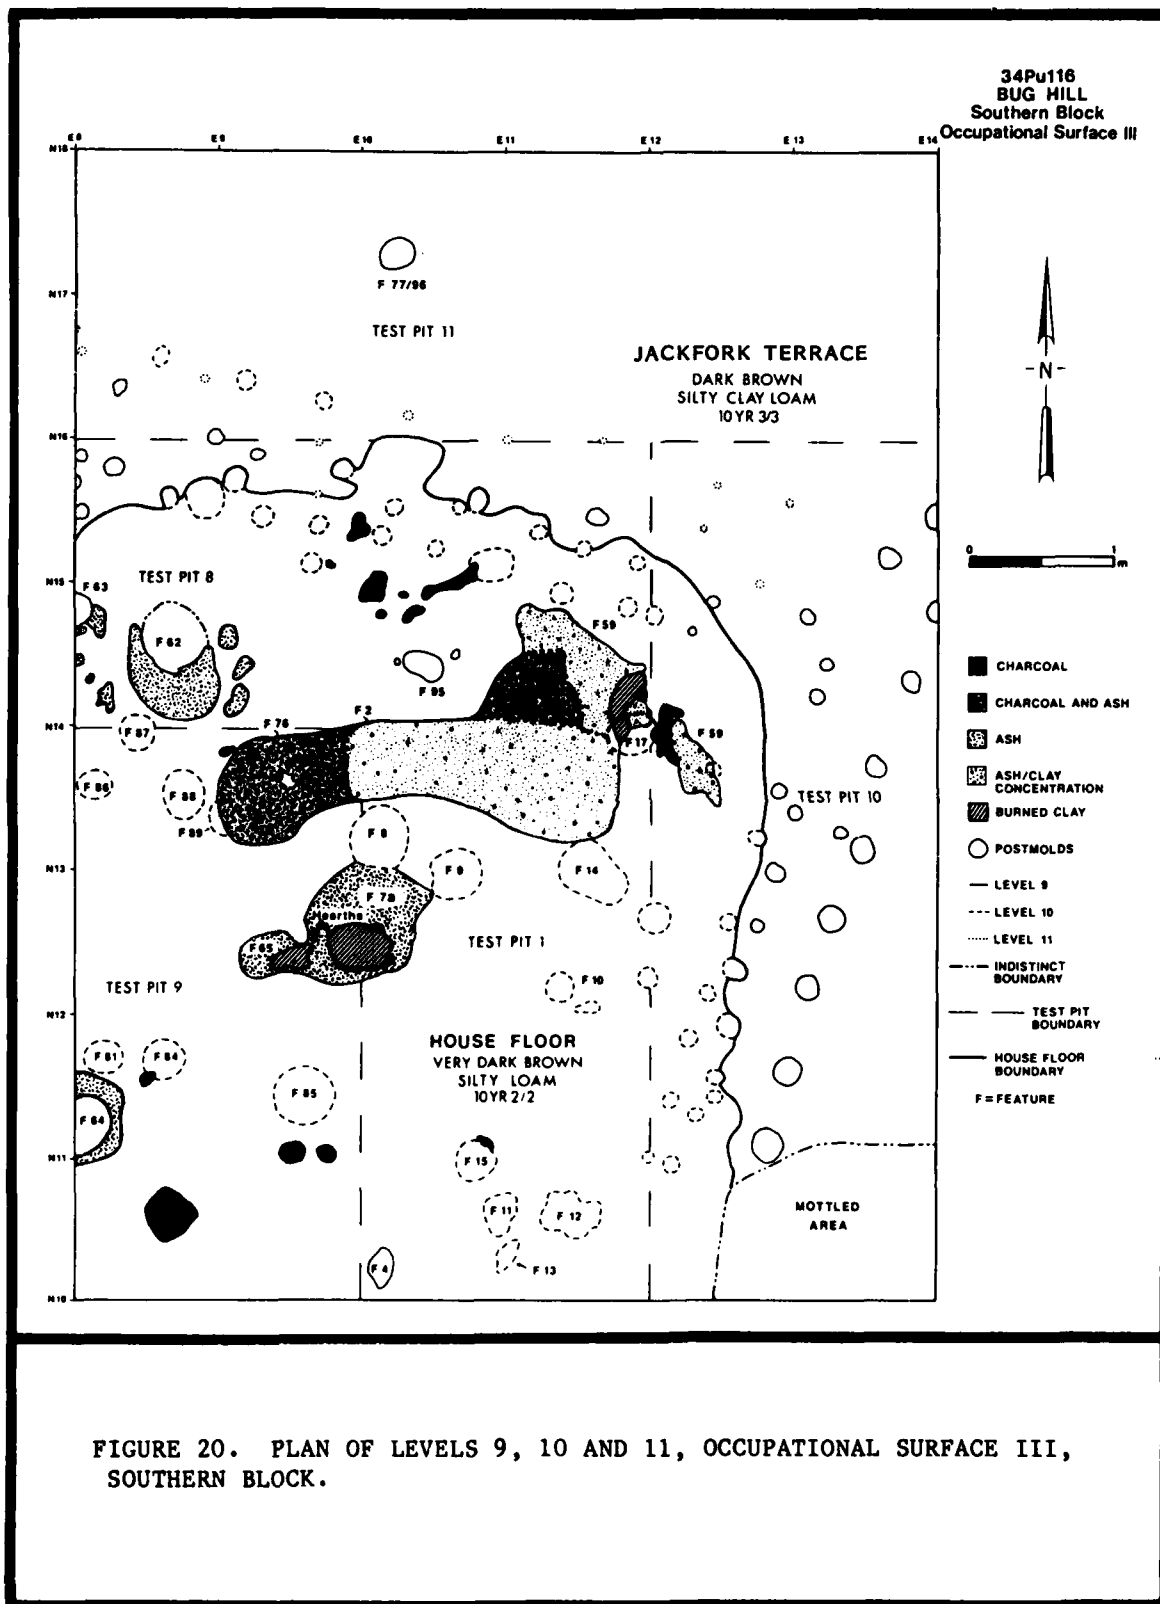 34Pu116
BUG HILL
Southern Block
Occupational Surface III
E8
E9
E10
E11
E12
E13
E14
N18
N17
N16
N15
N14
N13
N12
N11
N10
F 77/96
TEST PIT 11
JACKFORK TERRACE
DARK BROWN
SILTY CLAY LOAM
10 YR 3/3
-N-
0
1
m
F 63
TEST PIT 8
F 62
F 59
F 95
F 2
F 76
F 87
F 17
F 59
F 86
F 88
F 89
TEST PIT 10
F 8
F 9
F 14
F 7a
Hearths
F 65
TEST PIT 1
F 10
TEST PIT 9
HOUSE FLOOR
VERY DARK BROWN
SILTY LOAM
10YR 2/2
F 61
F 84
F 85
F 64
F 15
F 11
F 12
F 13
F 4
MOTTLED
AREA
CHARCOAL
CHARCOAL AND ASH
ASH
ASH/CLAY
CONCENTRATION
BURNED CLAY
POSTMOLDS
LEVEL 9
LEVEL 10
LEVEL 11
INDISTINCT
BOUNDARY
TEST PIT
BOUNDARY
HOUSE FLOOR
BOUNDARY
F = FEATURE
FIGURE 20. PLAN OF LEVELS 9, 10 AND 11, OCCUPATIONAL SURFACE III,
SOUTHERN BLOCK.